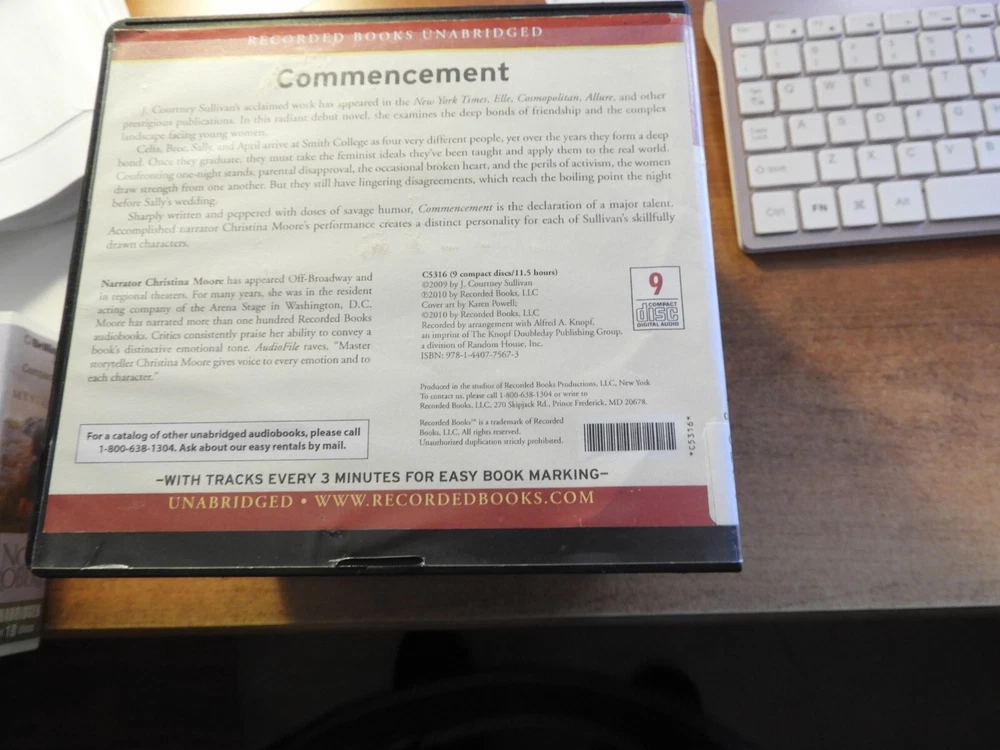 RECORDED BOOKS UNABRIDGED
Commencement
J. Courtney Sullivan's acclaimed work has appeared in the New York Times, Elle, Cosmopolitan, Allure, and other
prestigious publications. In this radiant debut novel, she examines the deep bonds of friendship and the complex
landscape facing young women.
Celia, Bree, Sally, and April arrive at Smith College as four very different people, yet over the years they form a deep
bond. Once they graduate, they must take the feminist ideals they've been taught and apply them to the real world.
Confronting one-night stands, parental disapproval, the occasional broken heart, and the perils of activism, the women
draw strength from one another. But they still have lingering disagreements, which reach the boiling point the night
before Sally's wedding.
Sharply written and peppered with doses of savage humor, Commencement is the declaration of a major talent.
Accomplished narrator Christina Moore's performance creates a distinct personality for each of Sullivan's skillfully
drawn characters.
Narrator Christina Moore has appeared Off-Broadway and
in regional theaters. For many years, she was in the resident
acting company of the Arena Stage in Washington, D.C.
Moore has narrated more than one hundred Recorded Books
audiobooks. Critics consistently praise her ability to convey a
book's distinctive emotional tone. AudioFile raves, "Master
storyteller Christina Moore gives voice to every emotion and to
each character."
C5316 (9 compact discs/11.5 hours)
©2009 by J. Courtney Sullivan
℗2010 by Recorded Books, LLC
Cover art by Karen Powell;
©2010 by Recorded Books, LLC
Recorded by arrangement with Alfred A. Knopf,
an imprint of The Knopf Doubleday Publishing Group,
a division of Random House, Inc.
ISBN: 978-1-4407-7567-3
9
COMPACT
disc
DIGITAL AUDIO
Produced in the studios of Recorded Books Productions, LLC, New York
To contact us, please call 1-800-638-1304 or write to
Recorded Books, LLC, 270 Skipjack Rd., Prince Frederick, MD 20678.
Recorded Books™ is a trademark of Recorded
Books, LLC. All rights reserved.
Unauthorized duplication strictly prohibited.
*C5316*
For a catalog of other unabridged audiobooks, please call
1-800-638-1304. Ask about our easy rentals by mail.
–WITH TRACKS EVERY 3 MINUTES FOR EASY BOOK MARKING–
UNABRIDGED • WWW.RECORDEDBOOKS.COM
Q W E R T Y
A S D F G
Z X C V B
Ctrl FN ⌘ Alt